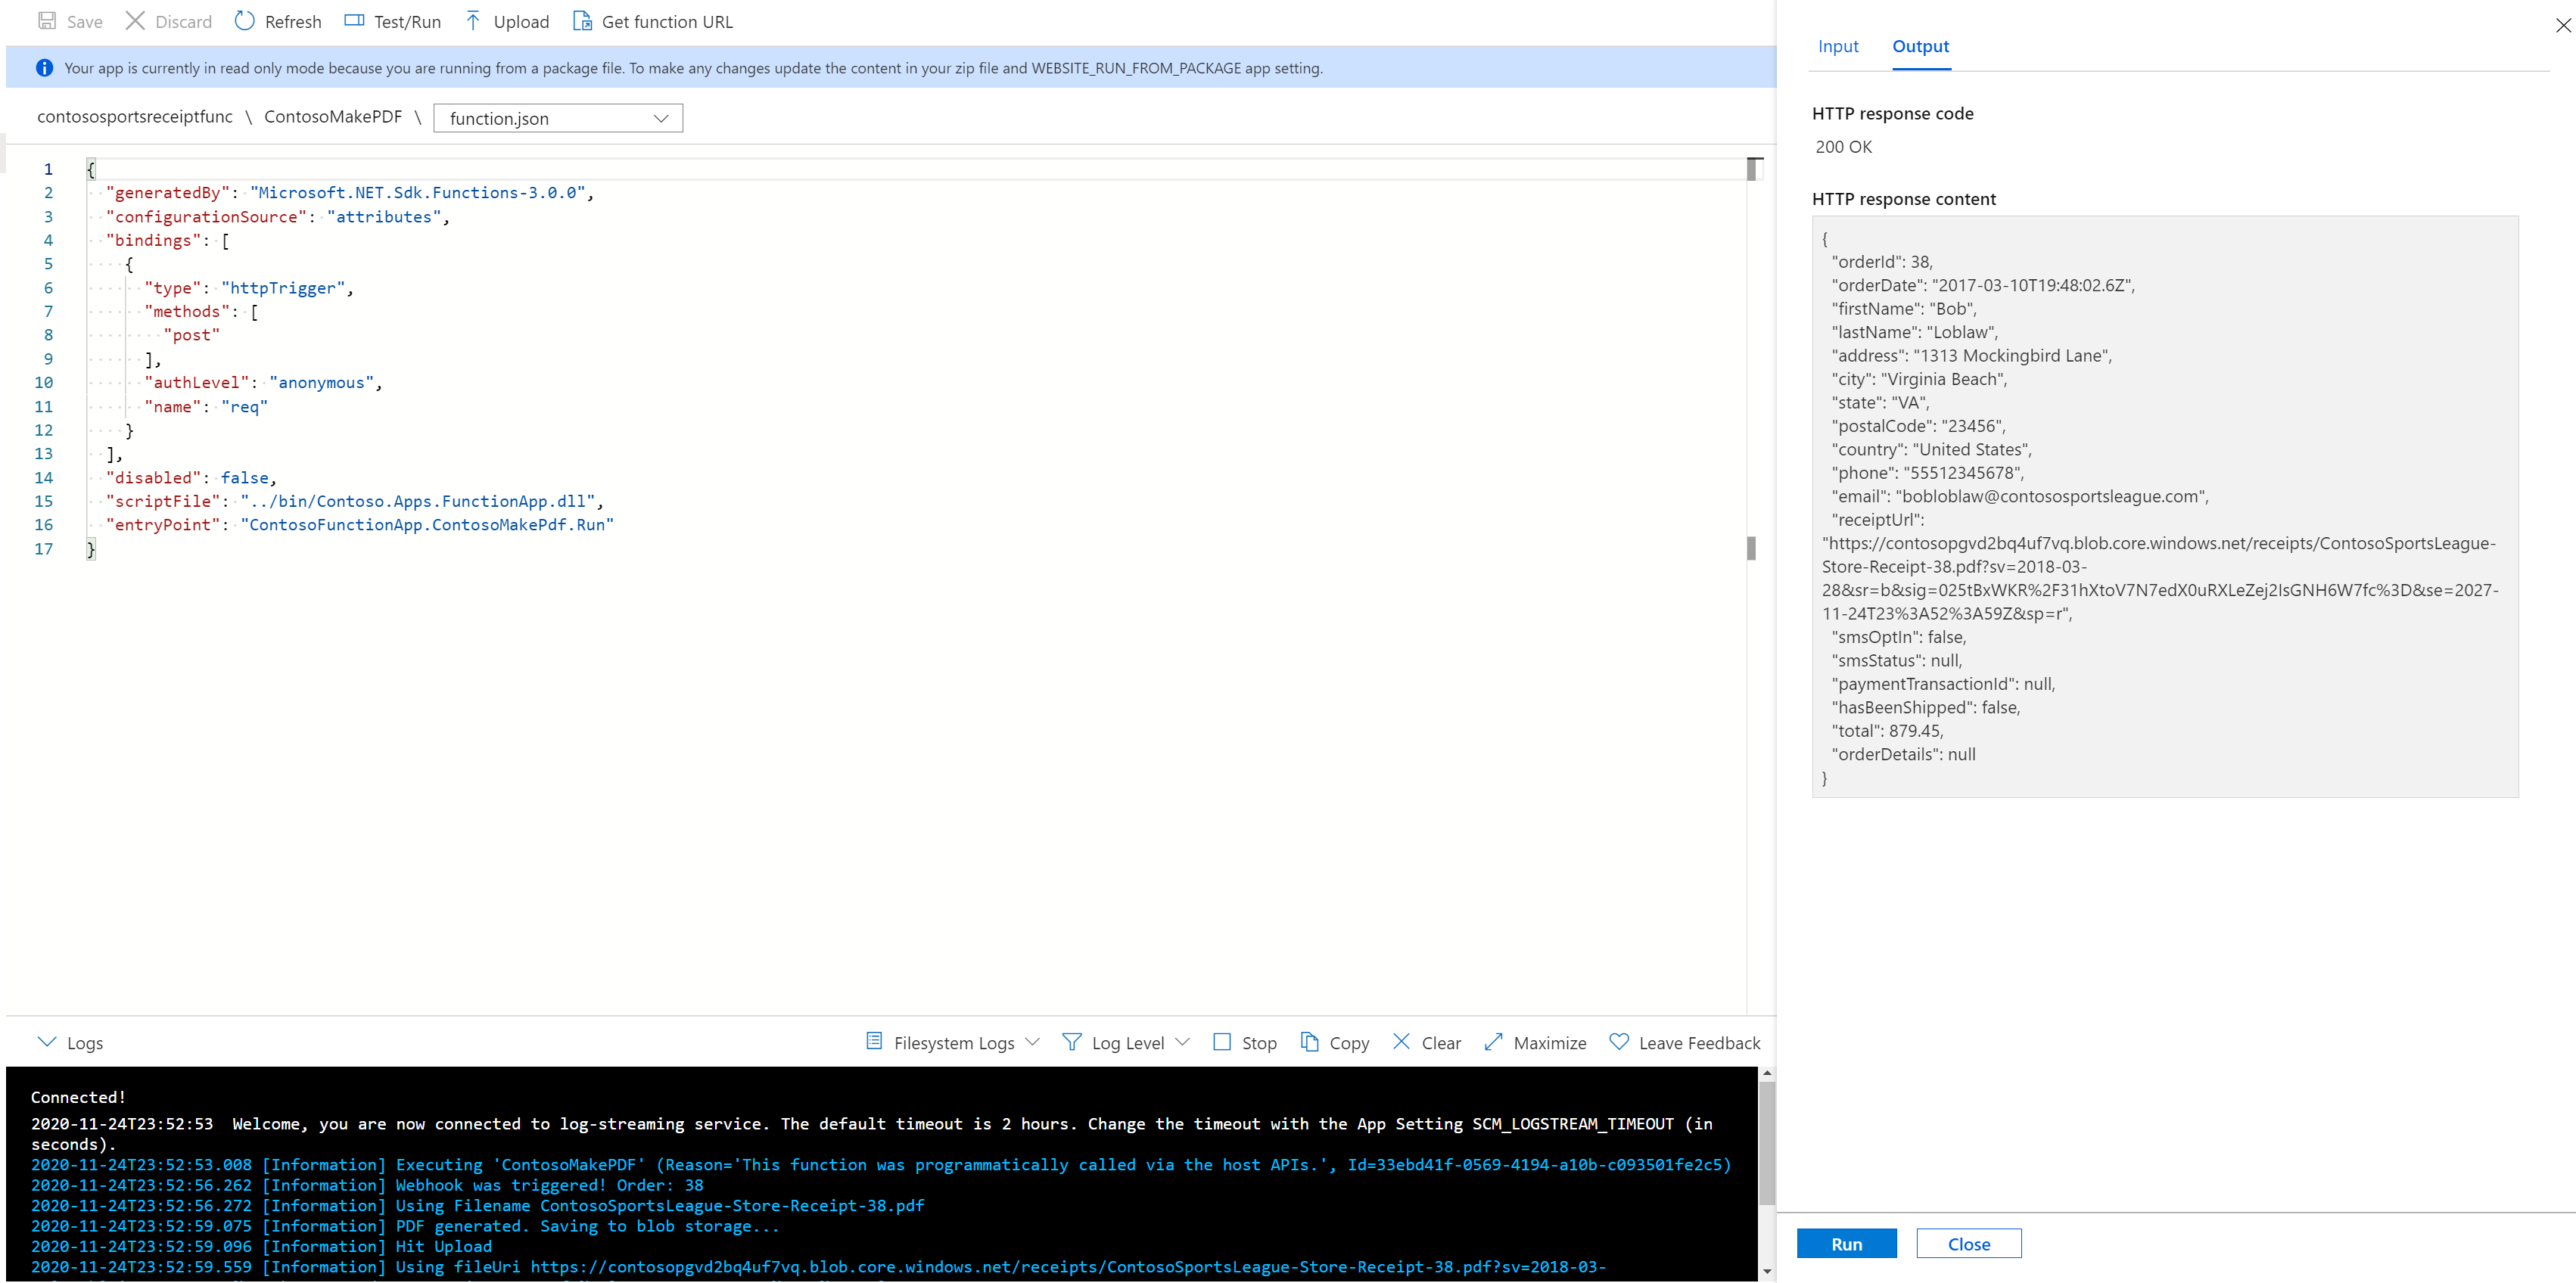 Save Discard Refresh Test/Run Upload Get function URL
Your app is currently in read only mode because you are running from a package file. To make any changes update the content in your zip file and WEBSITE_RUN_FROM_PACKAGE app setting.
contososportsreceiptfunc \ ContosoMakePDF \ function.json
1 {
2 "generatedBy": "Microsoft.NET.Sdk.Functions-3.0.0",
3 "configurationSource": "attributes",
4 "bindings": [
5 {
6 "type": "httpTrigger",
7 "methods": [
8 "post"
9 ],
10 "authLevel": "anonymous",
11 "name": "req"
12 }
13 ],
14 "disabled": false,
15 "scriptFile": "../bin/Contoso.Apps.FunctionApp.dll",
16 "entryPoint": "ContosoFunctionApp.ContosoMakePdf.Run"
17 }
Logs Filesystem Logs Log Level Stop Copy Clear Maximize Leave Feedback
Connected!
2020-11-24T23:52:53 Welcome, you are now connected to log-streaming service. The default timeout is 2 hours. Change the timeout with the App Setting SCM_LOGSTREAM_TIMEOUT (in
seconds).
2020-11-24T23:52:53.008 [Information] Executing 'ContosoMakePDF' (Reason='This function was programmatically called via the host APIs.', Id=33ebd41f-0569-4194-a10b-c093501fe2c5)
2020-11-24T23:52:56.262 [Information] Webhook was triggered! Order: 38
2020-11-24T23:52:56.272 [Information] Using Filename ContosoSportsLeague-Store-Receipt-38.pdf
2020-11-24T23:52:59.075 [Information] PDF generated. Saving to blob storage...
2020-11-24T23:52:59.096 [Information] Hit Upload
2020-11-24T23:52:59.559 [Information] Using fileUri https://contosopgvd2bq4uf7vq.blob.core.windows.net/receipts/ContosoSportsLeague-Store-Receipt-38.pdf?sv=2018-03-
Input Output
HTTP response code
200 OK
HTTP response content
{
"orderId": 38,
"orderDate": "2017-03-10T19:48:02.6Z",
"firstName": "Bob",
"lastName": "Loblaw",
"address": "1313 Mockingbird Lane",
"city": "Virginia Beach",
"state": "VA",
"postalCode": "23456",
"country": "United States",
"phone": "55512345678",
"email": "bobloblaw@contososportsleague.com",
"receiptUrl":
"https://contosopgvd2bq4uf7vq.blob.core.windows.net/receipts/ContosoSportsLeague-
Store-Receipt-38.pdf?sv=2018-03-
28&sr=b&sig=025tBxWKR%2F31hXtoV7N7edX0uRXLeZej2IsGNH6W7fc%3D&se=2027-
11-24T23%3A52%3A59Z&sp=r",
"smsOptIn": false,
"smsStatus": null,
"paymentTransactionId": null,
"hasBeenShipped": false,
"total": 879.45,
"orderDetails": null
}
Run Close